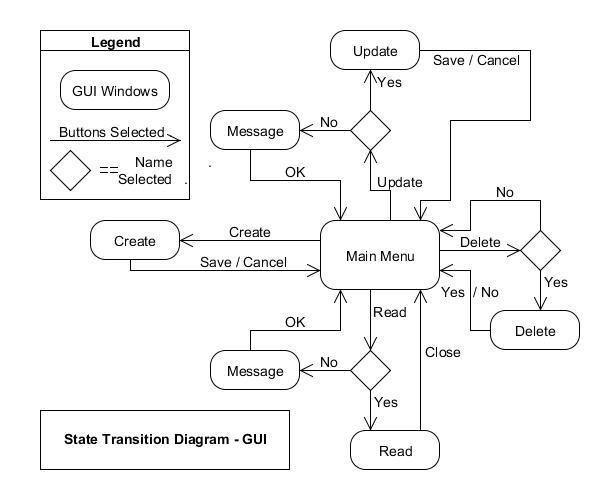 Legend
GUI Windows
Buttons Selected
== Name
Selected .
Update
Save / Cancel
Yes
Message
No
.
OK
Update
No
Create
Create
Main Menu
Delete
Save / Cancel
Yes
Yes / No
OK
Read
Delete
Close
Message
No
Yes
State Transition Diagram - GUI
Read